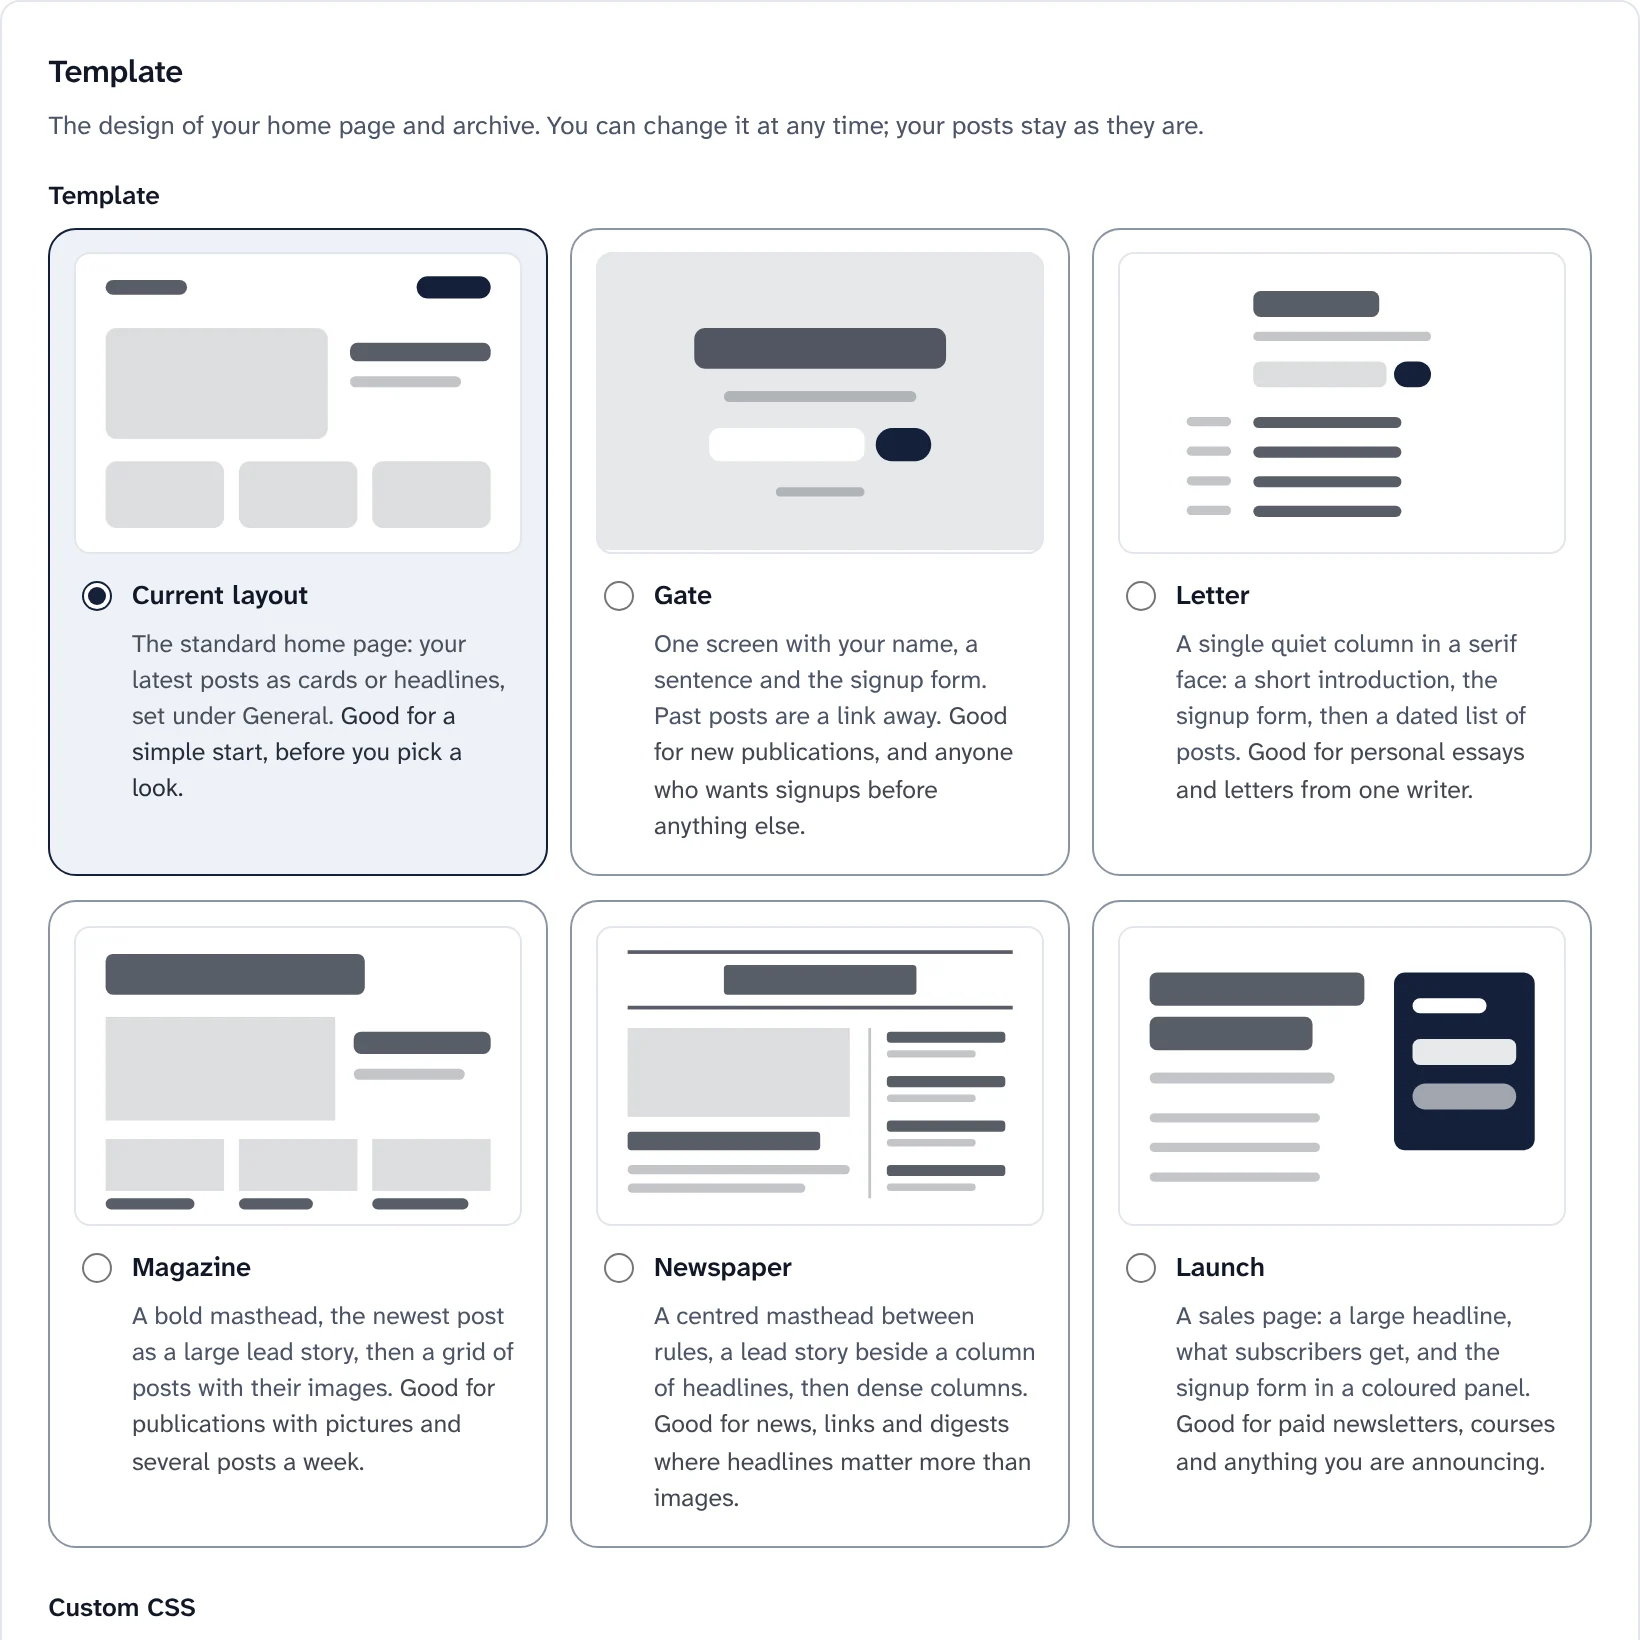 Template
The design of your home page and archive. You can change it at any time; your posts stay as they are.
Template
Current layout
The standard home page: your
latest posts as cards or headlines,
set under General. Good for a
simple start, before you pick a
look.
Gate
One screen with your name, a
sentence and the signup form.
Past posts are a link away. Good
for new publications, and anyone
who wants signups before
anything else.
Letter
A single quiet column in a serif
face: a short introduction, the
signup form, then a dated list of
posts. Good for personal essays
and letters from one writer.
Magazine
A bold masthead, the newest post
as a large lead story, then a grid of
posts with their images. Good for
publications with pictures and
several posts a week.
Newspaper
A centred masthead between
rules, a lead story beside a column
of headlines, then dense columns.
Good for news, links and digests
where headlines matter more than
images.
Launch
A sales page: a large headline,
what subscribers get, and the
signup form in a coloured panel.
Good for paid newsletters, courses
and anything you are announcing.
Custom CSS